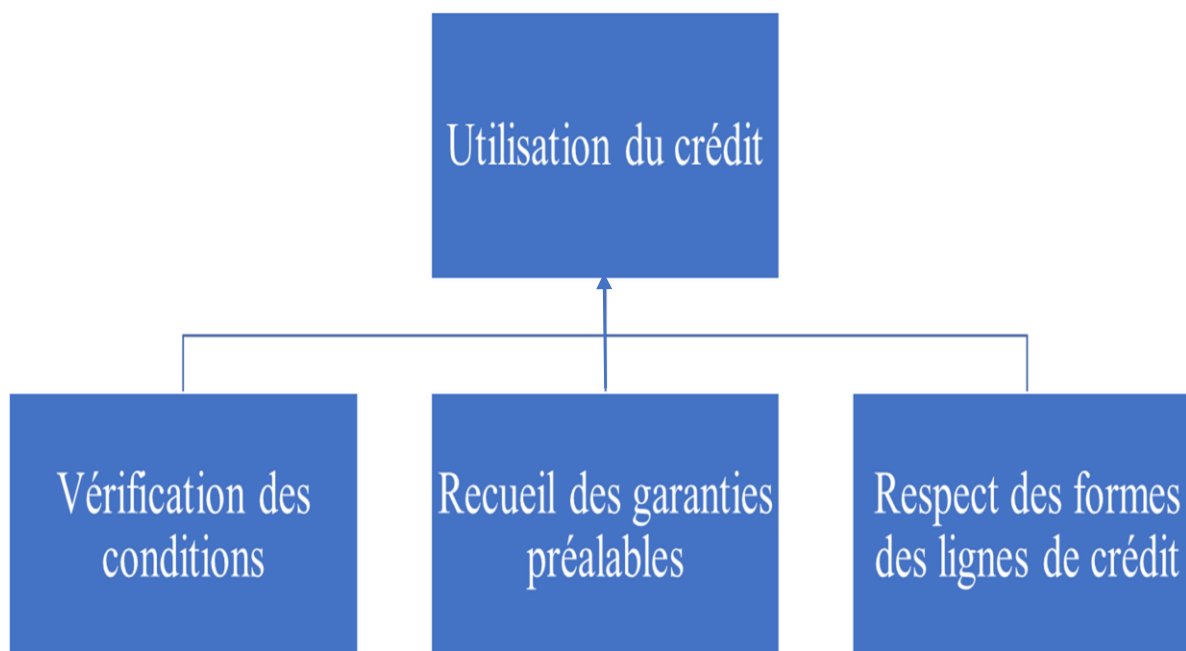 Utilisation du crédit
Vérification des
conditions
Recueil des garanties
préalables
Respect des formes
des lignes de crédit